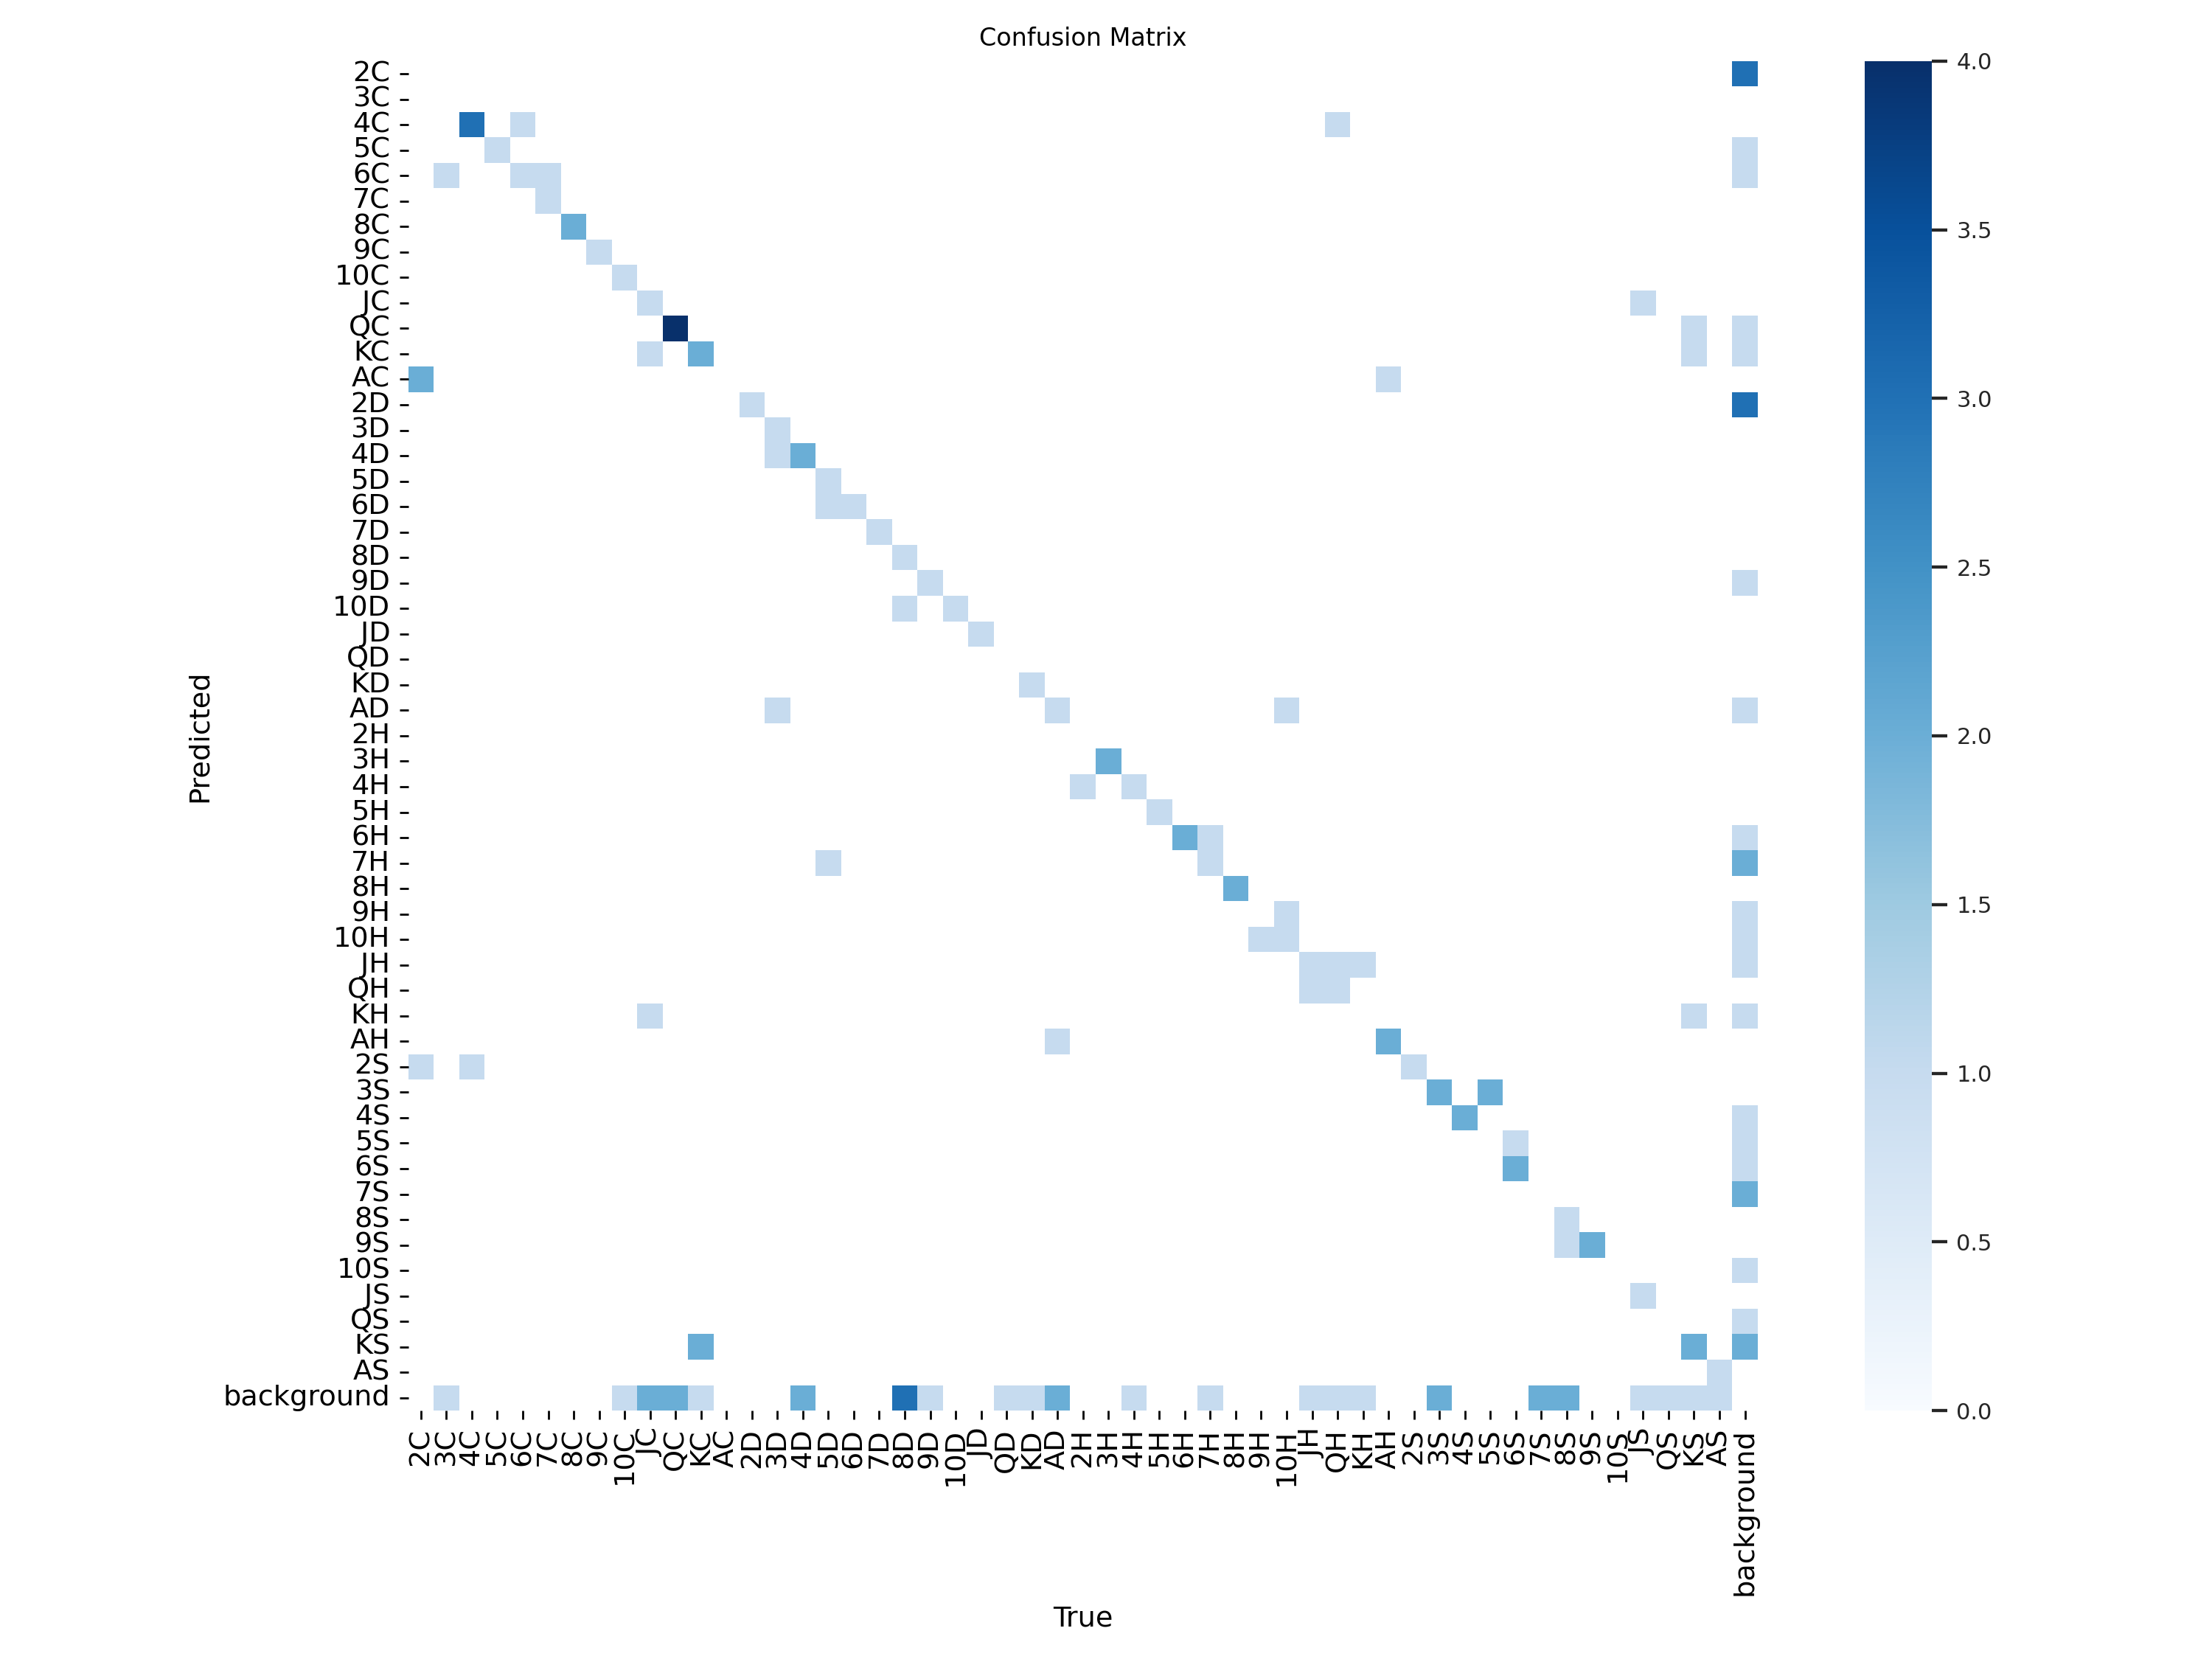 Confusion Matrix
Predicted
2C
3C
4C
5C
6C
7C
8C
9C
10C
JC
QC
KC
AC
2D
3D
4D
5D
6D
7D
8D
9D
10D
JD
QD
KD
AD
2H
3H
4H
5H
6H
7H
8H
9H
10H
JH
QH
KH
AH
2S
3S
4S
5S
6S
7S
8S
9S
10S
JS
QS
KS
AS
background
2C 3C 4C 5C 6C 7C 8C 9C 10C JC QC KC AC 2D 3D 4D 5D 6D 7D 8D 9D 10D JD QD KD AD 2H 3H 4H 5H 6H 7H 8H 9H 10H JH QH KH AH 2S 3S 4S 5S 6S 7S 8S 9S 10S JS QS KS AS background
True
4.0
3.5
3.0
2.5
2.0
1.5
1.0
0.5
0.0